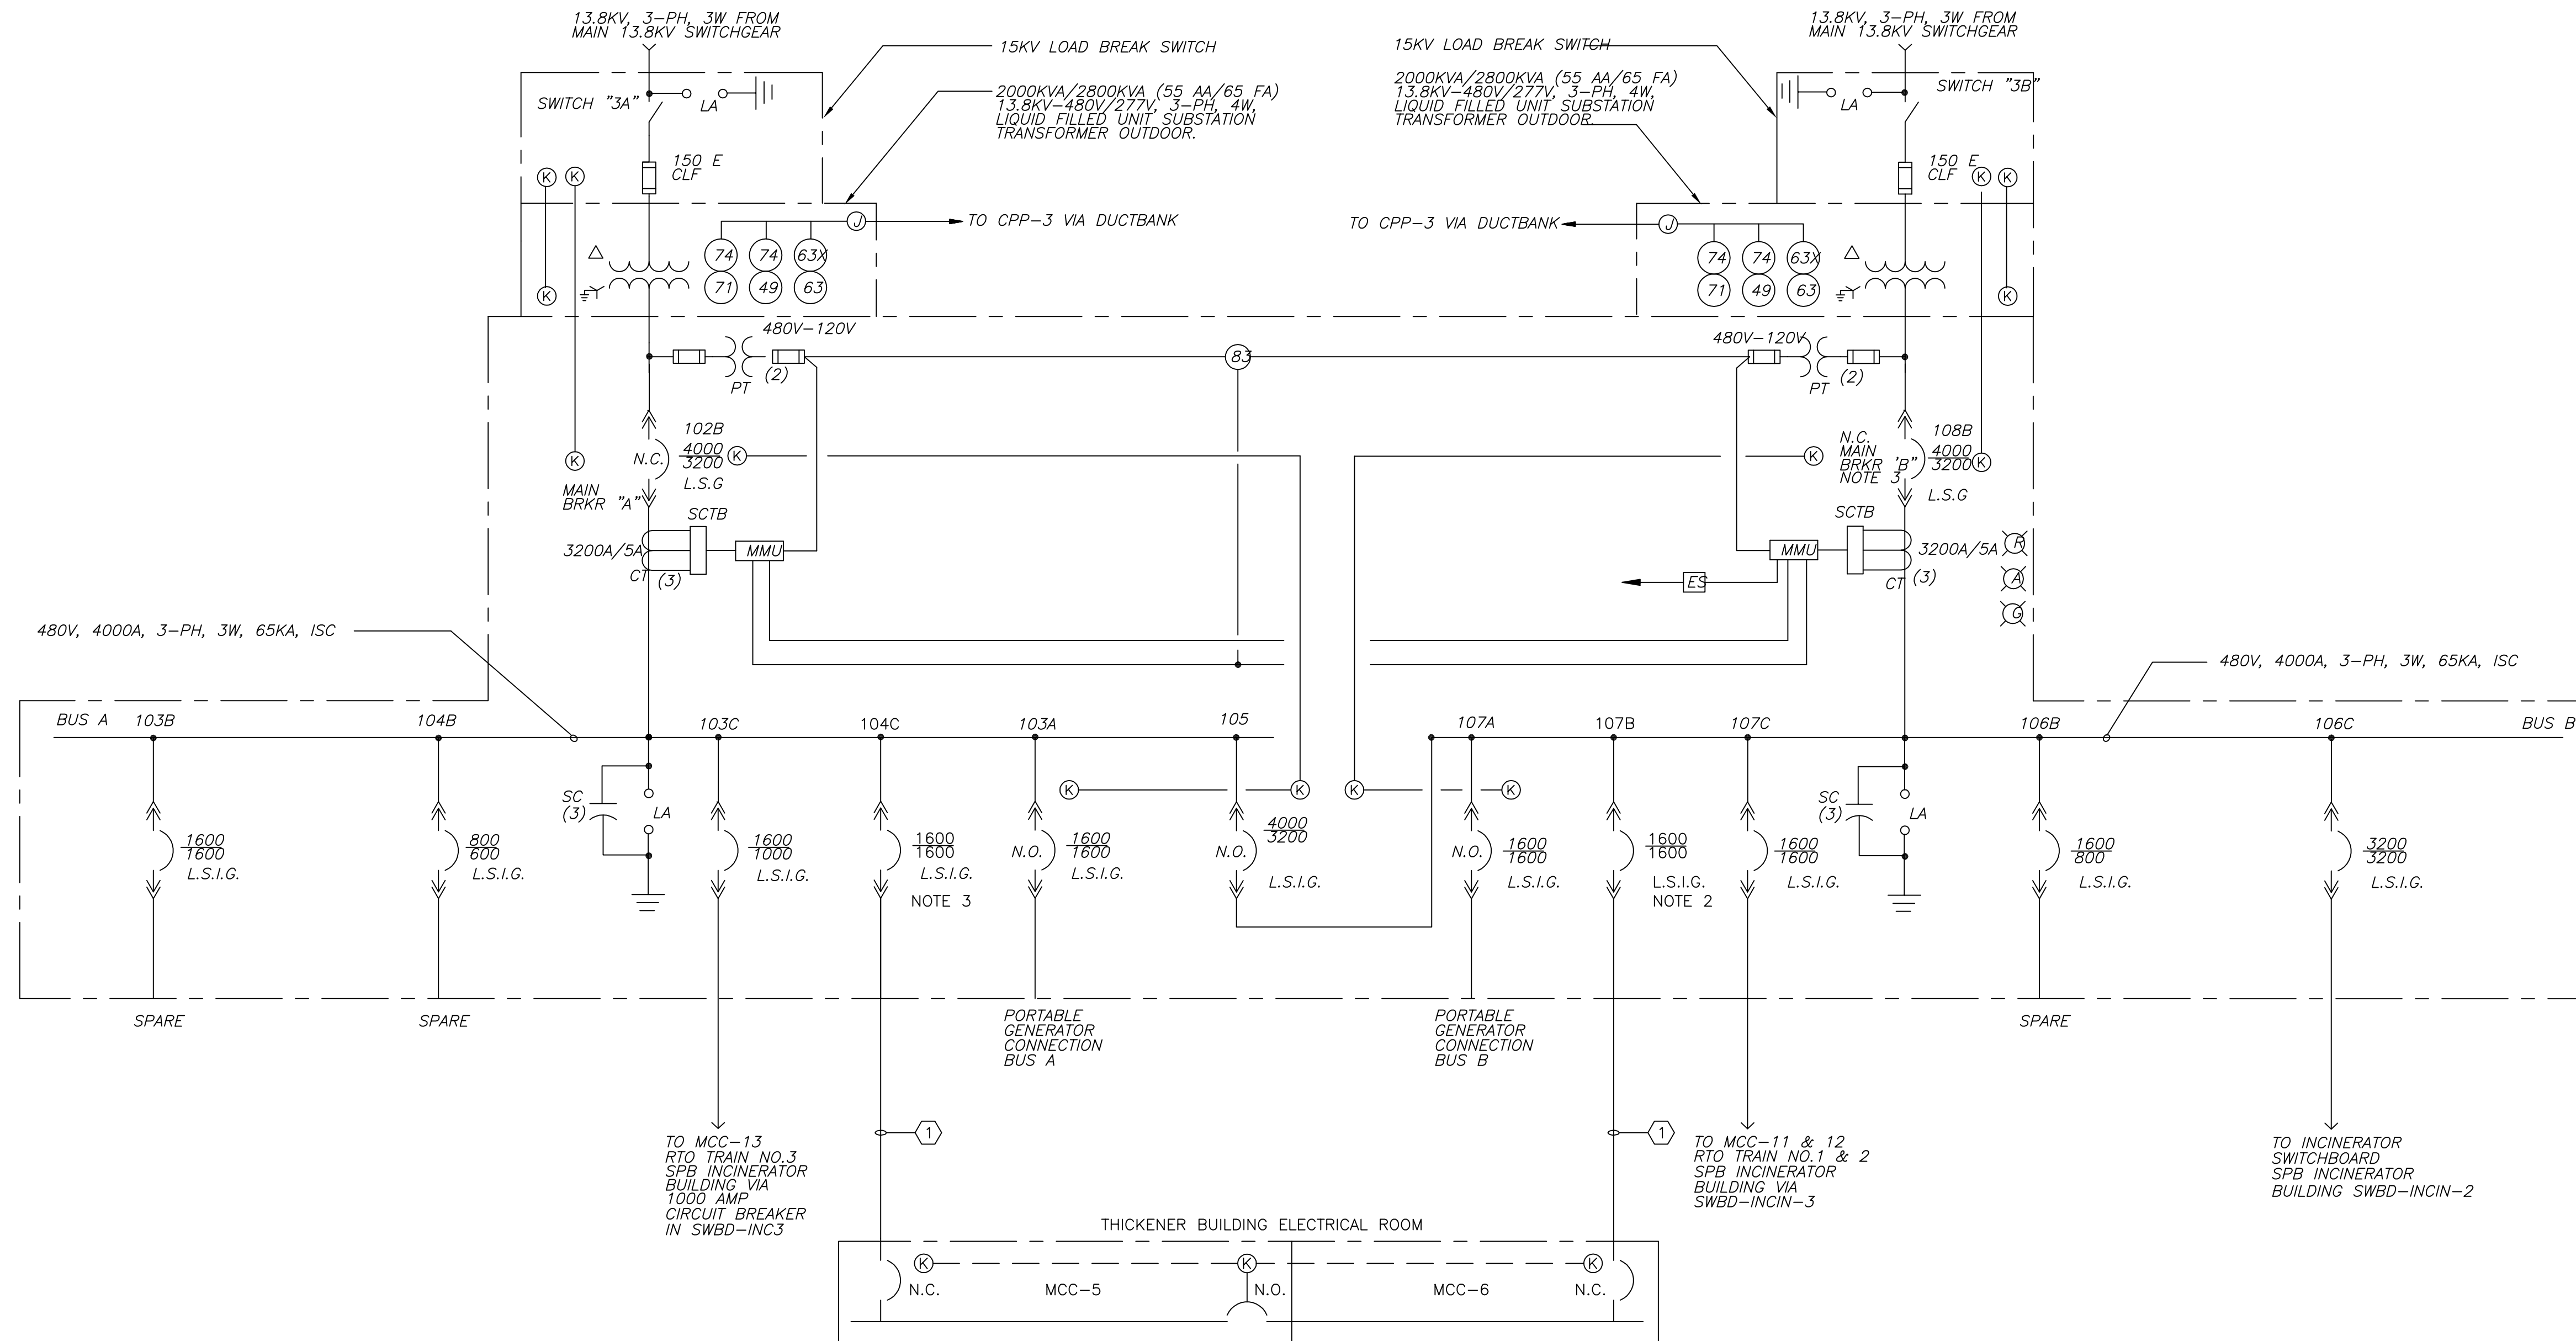 13.8KV, 3-PH, 3W FROM
MAIN 13.8KV SWITCHGEAR
15KV LOAD BREAK SWITCH
2000KVA/2800KVA (55 AA/65 FA)
13.8KV-480V/277V, 3-PH, 4W,
LIQUID FILLED UNIT SUBSTATION
TRANSFORMER OUTDOOR.
SWITCH "3A"
LA
150 E
CLF
K
K
K
J
TO CPP-3 VIA DUCTBANK
74
74
63X
71
49
63
13.8KV, 3-PH, 3W FROM
MAIN 13.8KV SWITCHGEAR
15KV LOAD BREAK SWITCH
2000KVA/2800KVA (55 AA/65 FA)
13.8KV-480V/277V, 3-PH, 4W,
LIQUID FILLED UNIT SUBSTATION
TRANSFORMER OUTDOOR.
SWITCH "3B"
LA
150 E
CLF
K
K
K
J
TO CPP-3 VIA DUCTBANK
74
74
63X
71
49
63
480V-120V
PT
(2)
83
480V-120V
PT
(2)
102B
N.C.
4000
3200
K
L.S.G
K
MAIN
BRKR "A"
SCTB
3200A/5A
CT
(3)
MMU
K
N.C.
MAIN
BRKR "B"
NOTE 3
108B
4000
3200
K
L.S.G
SCTB
MMU
3200A/5A
CT
(3)
ES
R
A
G
480V, 4000A, 3-PH, 3W, 65KA, ISC
480V, 4000A, 3-PH, 3W, 65KA, ISC
BUS A
103B
104B
103C
104C
103A
105
107A
107B
107C
106B
106C
BUS B
K
K
K
K
1600
1600
L.S.I.G.
800
600
L.S.I.G.
SC
(3)
LA
1600
1000
L.S.I.G.
1600
1600
L.S.I.G.
NOTE 3
N.O.
1600
1600
L.S.I.G.
N.O.
4000
3200
L.S.I.G.
N.O.
1600
1600
L.S.I.G.
1600
1600
L.S.I.G.
NOTE 2
1600
1600
L.S.I.G.
SC
(3)
LA
1600
800
L.S.I.G.
3200
3200
L.S.I.G.
SPARE
SPARE
PORTABLE
GENERATOR
CONNECTION
BUS A
PORTABLE
GENERATOR
CONNECTION
BUS B
SPARE
1
1
TO MCC-13
RTO TRAIN NO.3
SPB INCINERATOR
BUILDING VIA
1000 AMP
CIRCUIT BREAKER
IN SWBD-INC3
TO MCC-11 & 12
RTO TRAIN NO.1 & 2
SPB INCINERATOR
BUILDING VIA
SWBD-INCIN-3
TO INCINERATOR
SWITCHBOARD
SPB INCINERATOR
BUILDING SWBD-INCIN-2
THICKENER BUILDING ELECTRICAL ROOM
K
K
K
N.C.
MCC-5
N.O.
MCC-6
N.C.